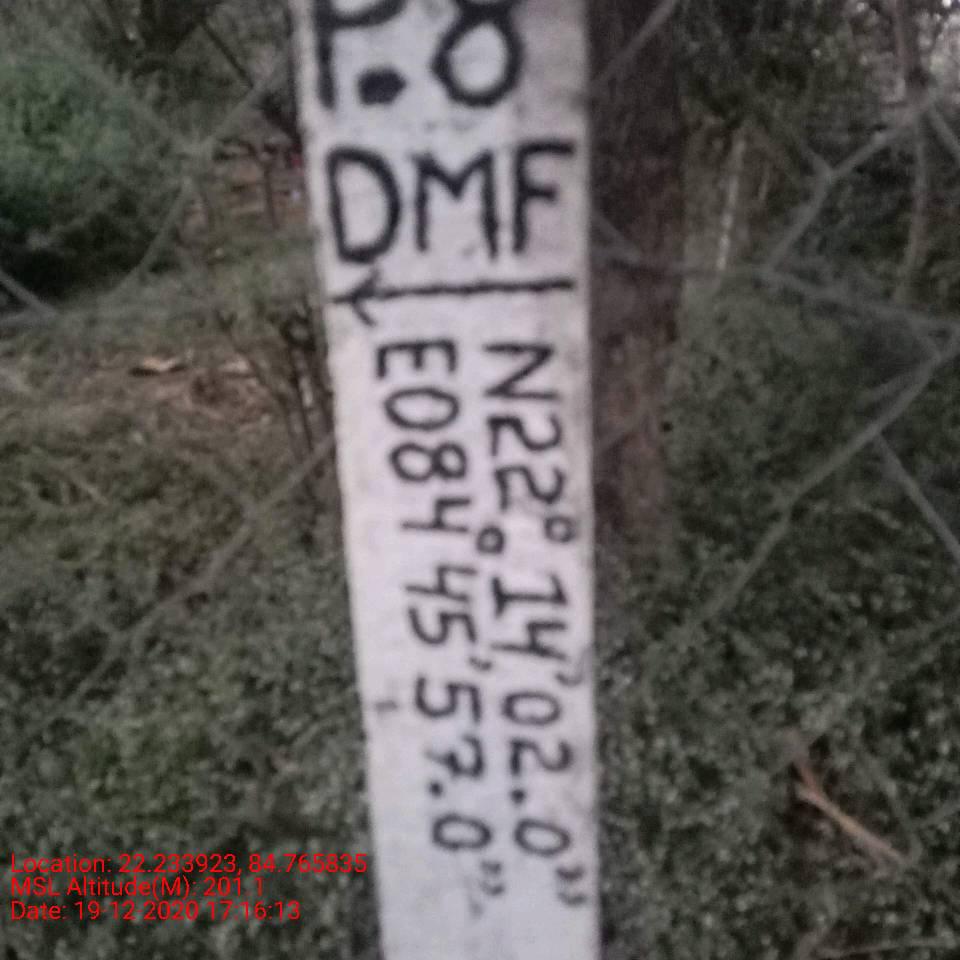 P.8
DMF
N22° 14' 02.0"
E084° 45' 57.0"
Location: 22.233923, 84.765835
MSL Altitude(M): 201.1
Date: 19-12 2020 17:16:13